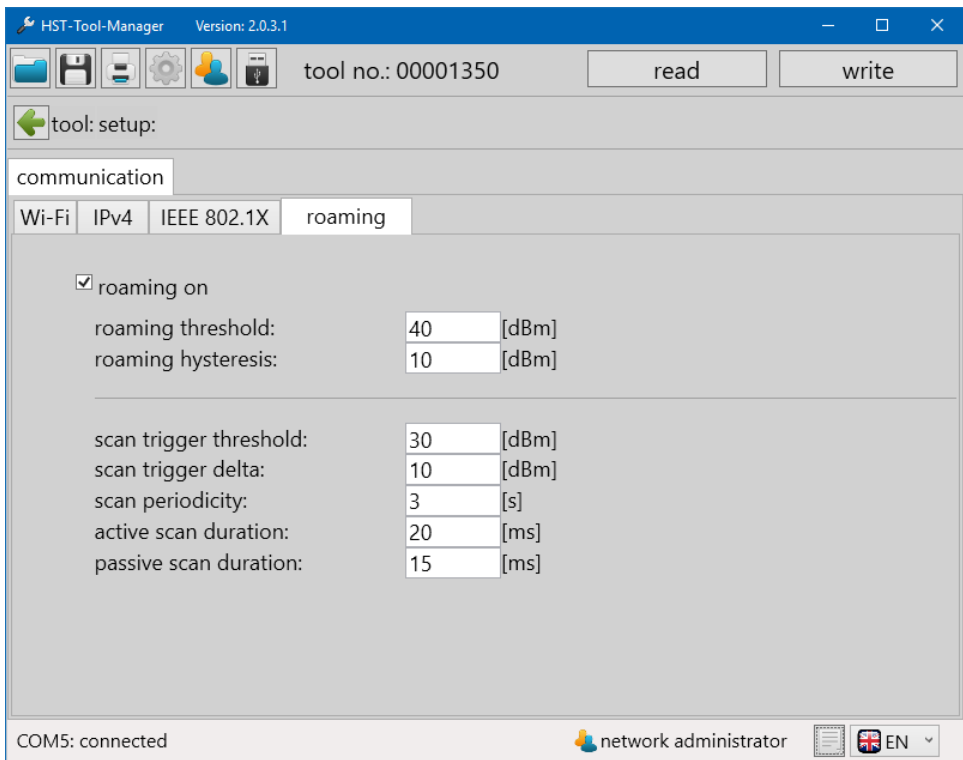 HST-Tool-Manager Version: 2.0.3.1
tool no.: 00001350 read write
tool: setup:
communication
Wi-Fi IPv4 IEEE 802.1X roaming
roaming on
roaming threshold: 40 [dBm]
roaming hysteresis: 10 [dBm]
scan trigger threshold: 30 [dBm]
scan trigger delta: 10 [dBm]
scan periodicity: 3 [s]
active scan duration: 20 [ms]
passive scan duration: 15 [ms]
COM5: connected network administrator EN